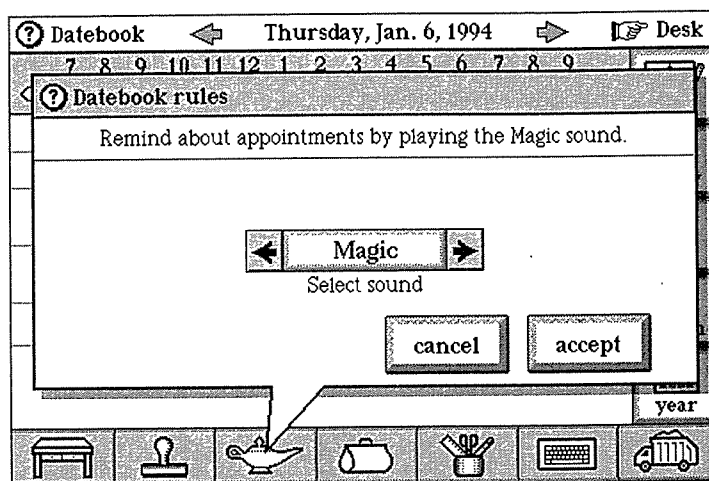 ? Datebook Thursday, Jan. 6, 1994 Desk
7 8 9 10 11 12 1 2 3 4 5 6 7 8 9
? Datebook rules
Remind about appointments by playing the Magic sound.
Magic
Select sound
cancel accept
year